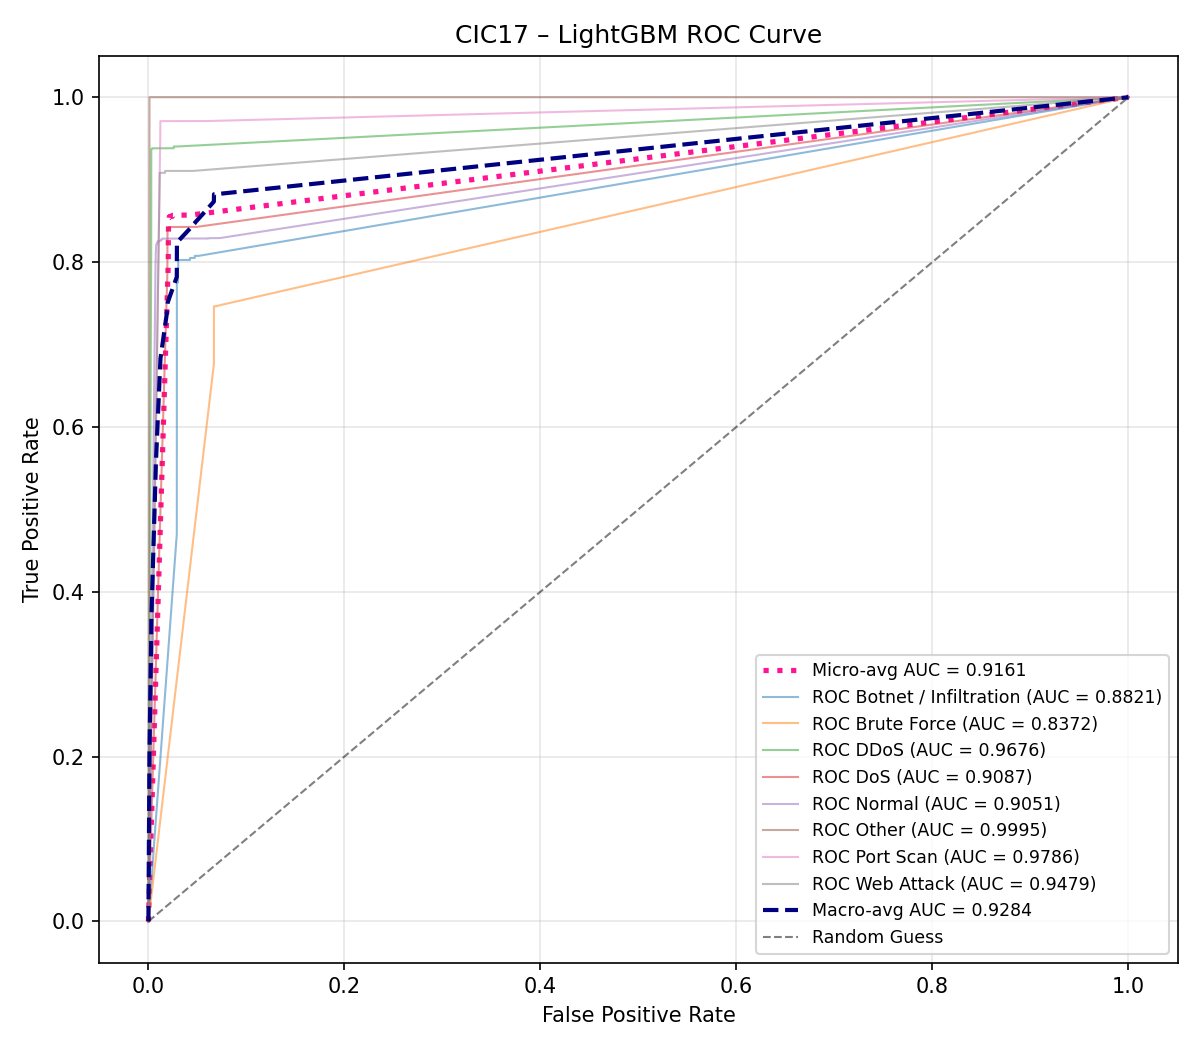 CIC17 – LightGBM ROC Curve
True Positive Rate
1.0
0.8
0.6
0.4
0.2
0.0
Micro-avg AUC = 0.9161
ROC Botnet / Infiltration (AUC = 0.8821)
ROC Brute Force (AUC = 0.8372)
ROC DDoS (AUC = 0.9676)
ROC DoS (AUC = 0.9087)
ROC Normal (AUC = 0.9051)
ROC Other (AUC = 0.9995)
ROC Port Scan (AUC = 0.9786)
ROC Web Attack (AUC = 0.9479)
Macro-avg AUC = 0.9284
Random Guess
0.0 0.2 0.4 0.6 0.8 1.0
False Positive Rate